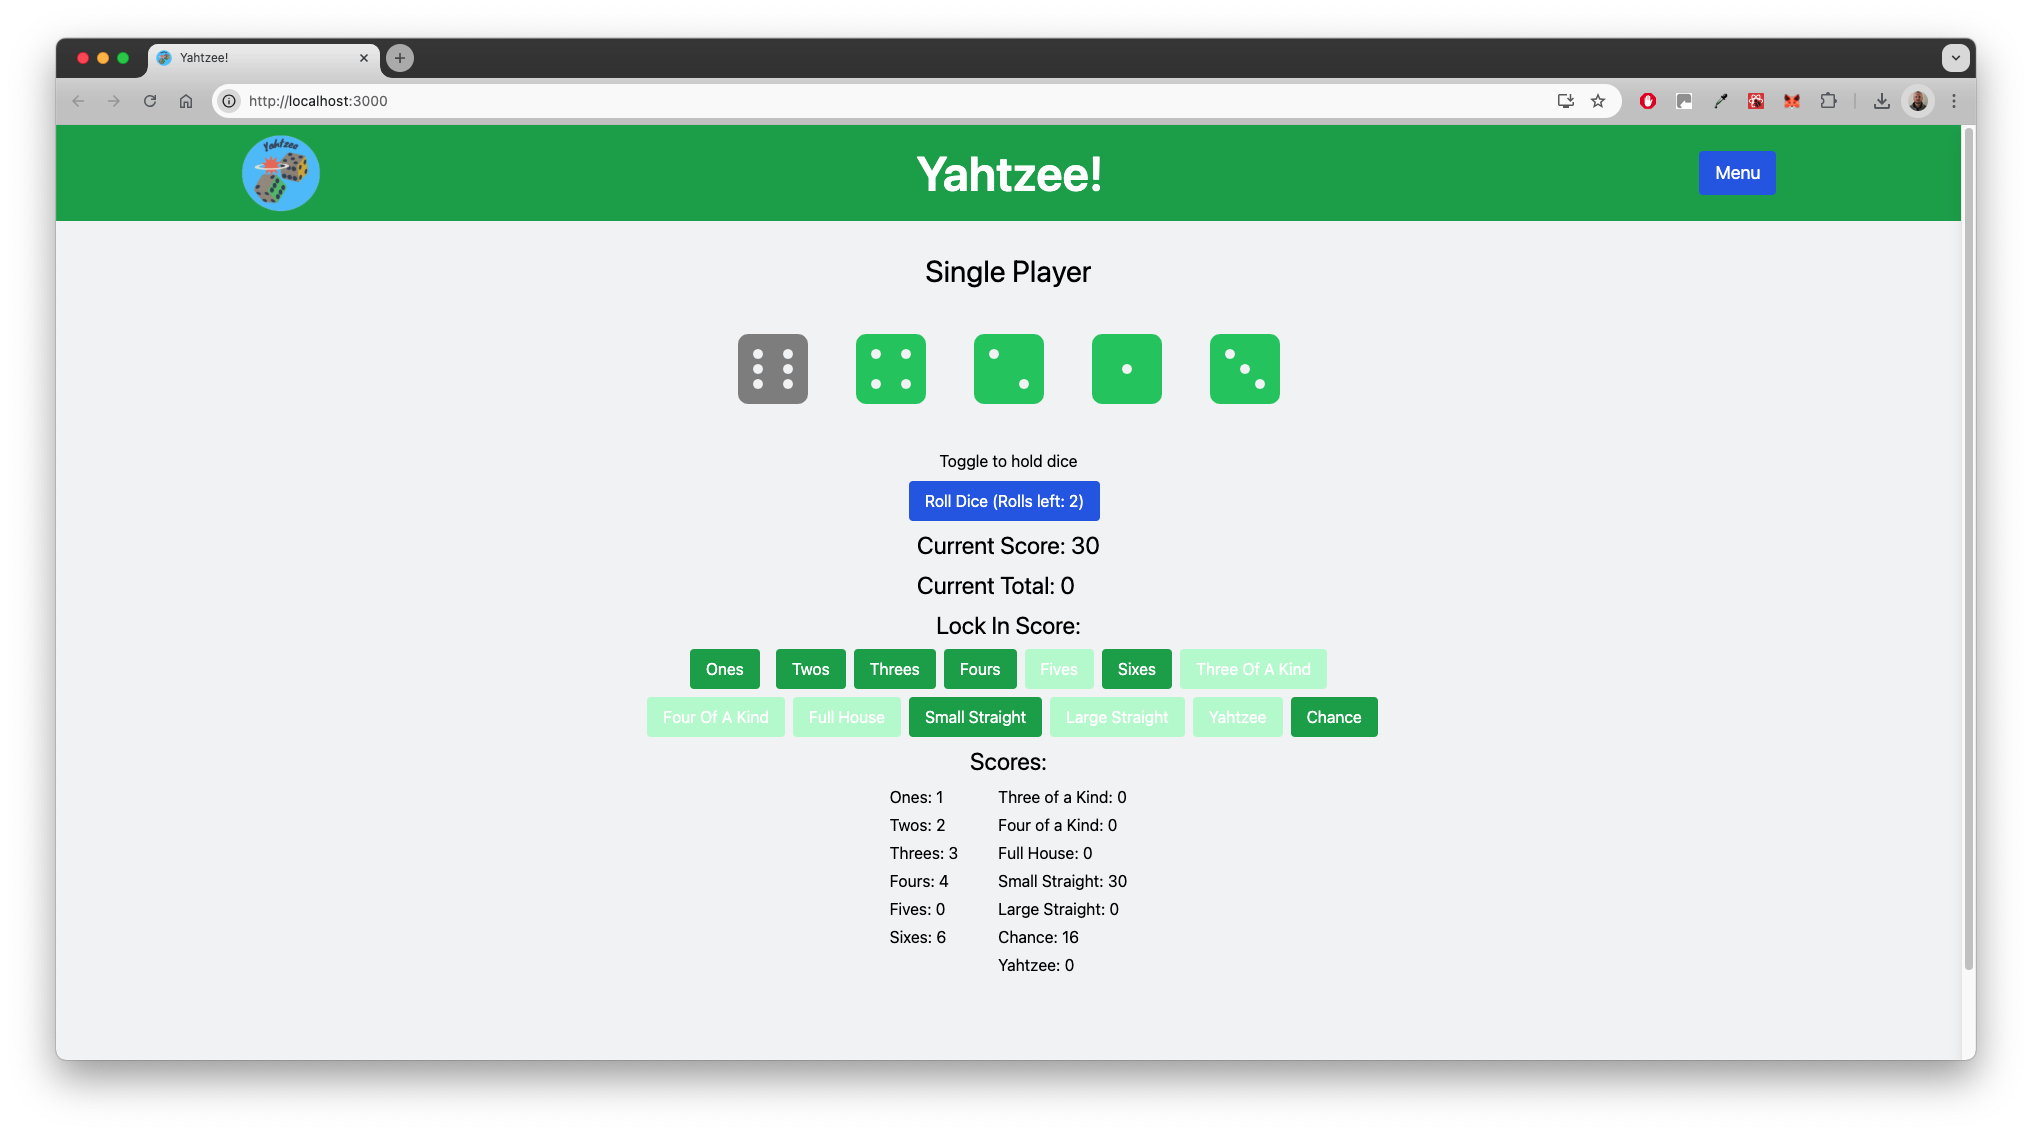 Yahtzee!
http://localhost:3000
Yahtzee
Yahtzee!
Menu
Single Player
Toggle to hold dice
Roll Dice (Rolls left: 2)
Current Score: 30
Current Total: 0
Lock In Score:
Ones Twos Threes Fours Fives Sixes Three Of A Kind
Four Of A Kind Full House Small Straight Large Straight Yahtzee Chance
Scores:
Ones: 1
Twos: 2
Threes: 3
Fours: 4
Fives: 0
Sixes: 6
Three of a Kind: 0
Four of a Kind: 0
Full House: 0
Small Straight: 30
Large Straight: 0
Chance: 16
Yahtzee: 0